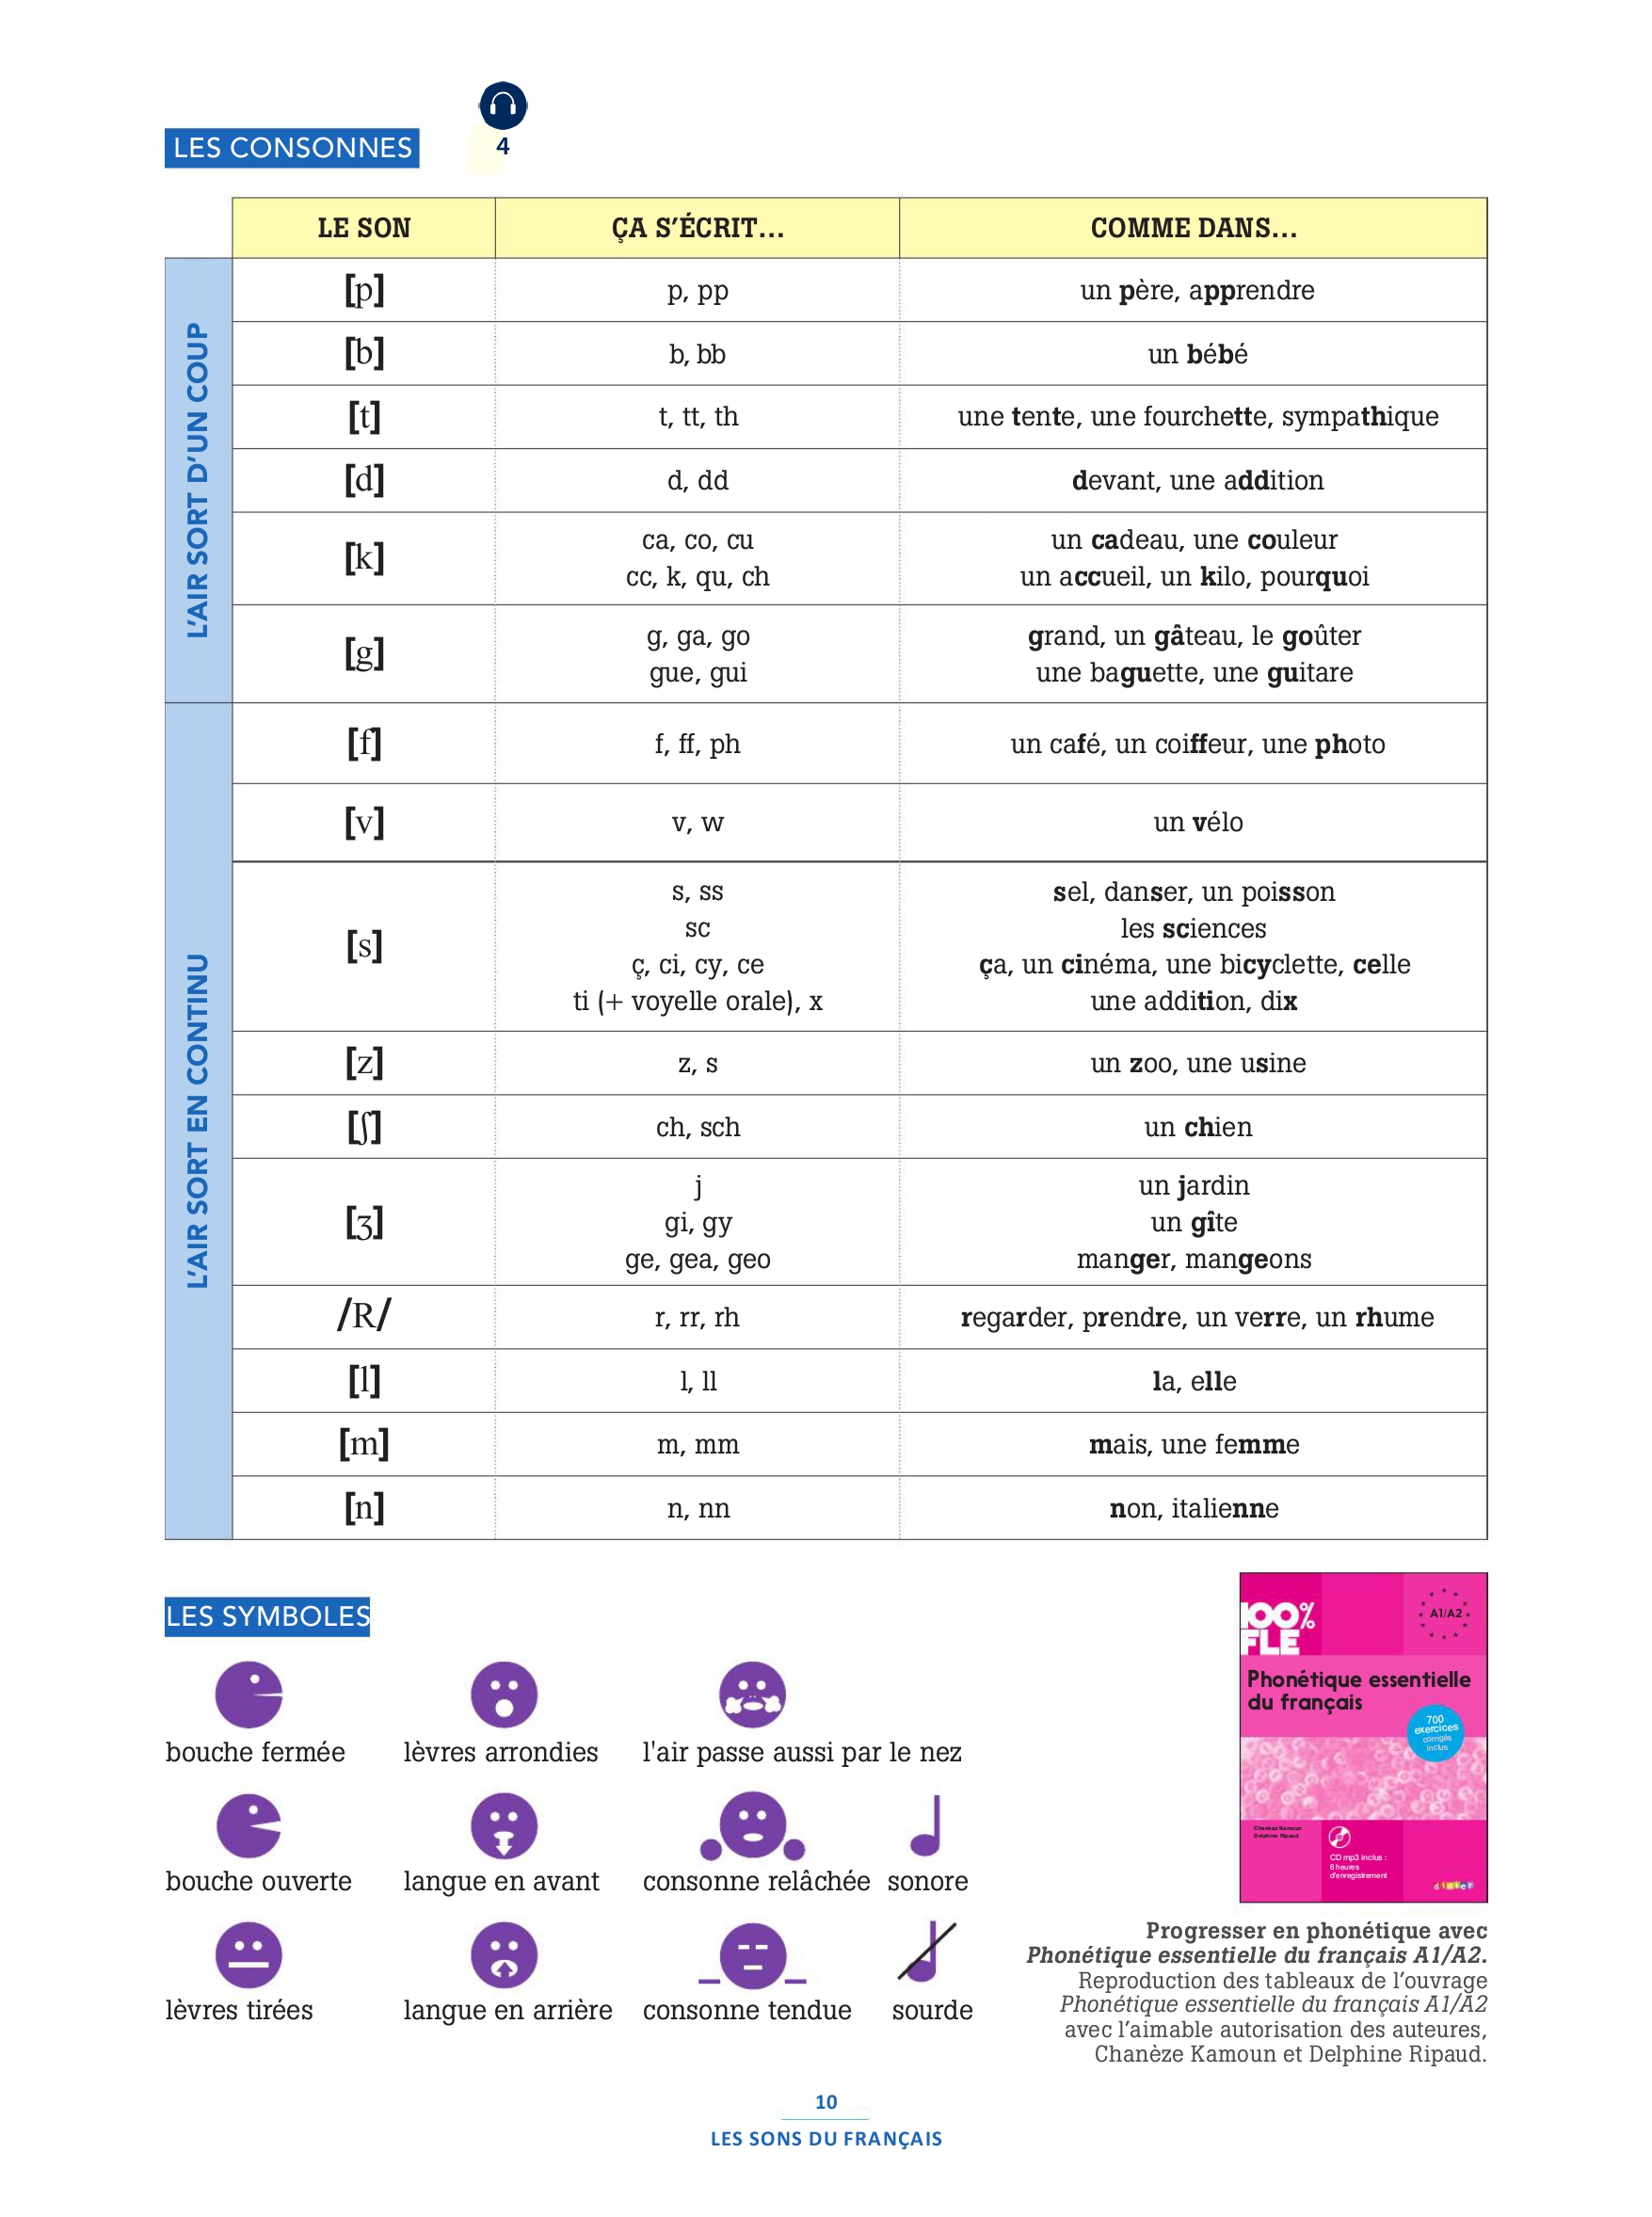 LES CONSONNES
4
LE SON ÇA S'ÉCRIT... COMME DANS...
L'AIR SORT D'UN COUP
[p] p, pp un père, apprendre
[b] b, bb un bébé
[t] t, tt, th une tente, une fourchette, sympathique
[d] d, dd devant, une addition
[k]
ca, co, cu un cadeau, une couleur
cc, k, qu, ch un accueil, un kilo, pourquoi
[g]
g, ga, go grand, un gâteau, le goûter
gue, gui une baguette, une guitare
L'AIR SORT EN CONTINU
[f] f, ff, ph un café, un coiffeur, une photo
[v] v, w un vélo
[s]
s, ss sel, danser, un poisson
sc les sciences
ç, ci, cy, ce ça, un cinéma, une bicyclette, celle
ti (+ voyelle orale), x une addition, dix
[z] z, s un zoo, une usine
[ʃ] ch, sch un chien
[ʒ]
j un jardin
gi, gy un gîte
ge, gea, geo manger, mangeons
/R/ r, rr, rh regarder, prendre, un verre, un rhume
[l] l, ll la, elle
[m] m, mm mais, une femme
[n] n, nn non, italienne
LES SYMBOLES
bouche fermée lèvres arrondies l'air passe aussi par le nez
bouche ouverte langue en avant consonne relâchée sonore
lèvres tirées langue en arrière consonne tendue sourde
100%
FLE
A1/A2
Phonétique essentielle
du français
700
exercices
corrigés
inclus
Chanèze Kamoun
Delphine Ripaud
CD mp3 inclus :
6 heures
d'enregistrement
didier
Progresser en phonétique avec
Phonétique essentielle du français A1/A2.
Reproduction des tableaux de l'ouvrage
Phonétique essentielle du français A1/A2
avec l'aimable autorisation des auteures,
Chanèze Kamoun et Delphine Ripaud.
10
LES SONS DU FRANÇAIS